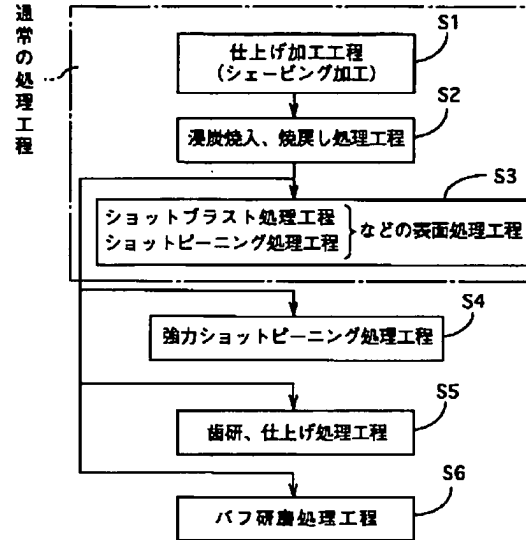 通常の処理工程
S1
仕上げ加工工程
(シェービング加工)
S2
浸炭焼入、焼戻し処理工程
S3
ショットブラスト処理工程
ショットピーニング処理工程
などの表面処理工程
S4
強力ショットピーニング処理工程
S5
歯研、仕上げ処理工程
S6
バフ研磨処理工程